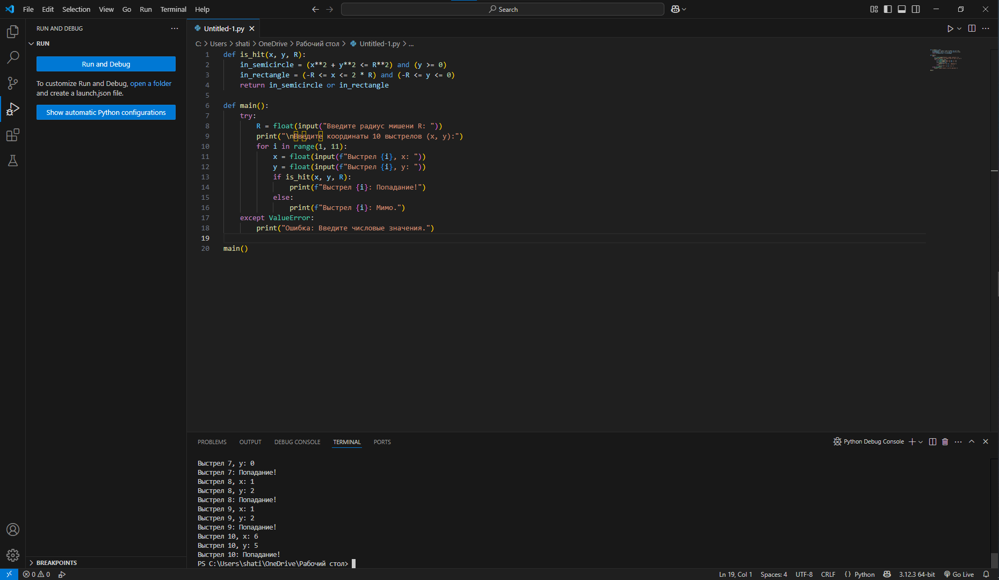 File Edit Selection View Go Run Terminal Help
Search
RUN AND DEBUG
RUN
Run and Debug
To customize Run and Debug, open a folder
and create a launch.json file.
Show automatic Python configurations
BREAKPOINTS
Untitled-1.py
C: > Users > shati > OneDrive > Рабочий стол > Untitled-1.py > ...
1 def is_hit(x, y, R):
2     in_semicircle = (x**2 + y**2 <= R**2) and (y >= 0)
3     in_rectangle = (-R <= x <= 2 * R) and (-R <= y <= 0)
4     return in_semicircle or in_rectangle
5
6 def main():
7     try:
8         R = float(input("Введите радиус мишени R: "))
9         print("\nВведите координаты 10 выстрелов (x, y):")
10         for i in range(1, 11):
11             x = float(input(f"Выстрел {i}, x: "))
12             y = float(input(f"Выстрел {i}, y: "))
13             if is_hit(x, y, R):
14                 print(f"Выстрел {i}: Попадание!")
15             else:
16                 print(f"Выстрел {i}: Мимо.")
17     except ValueError:
18         print("Ошибка: Введите числовые значения.")
19
20 main()
PROBLEMS OUTPUT DEBUG CONSOLE TERMINAL PORTS
Python Debug Console
Выстрел 7, y: 0
Выстрел 7: Попадание!
Выстрел 8, x: 1
Выстрел 8, y: 2
Выстрел 8: Попадание!
Выстрел 9, x: 1
Выстрел 9, y: 2
Выстрел 9: Попадание!
Выстрел 10, x: 6
Выстрел 10, y: 5
Выстрел 10: Попадание!
PS C:\Users\shati\OneDrive\Рабочий стол>
0 0
Ln 19, Col 1 Spaces: 4 UTF-8 CRLF {} Python 3.12.3 64-bit Go Live